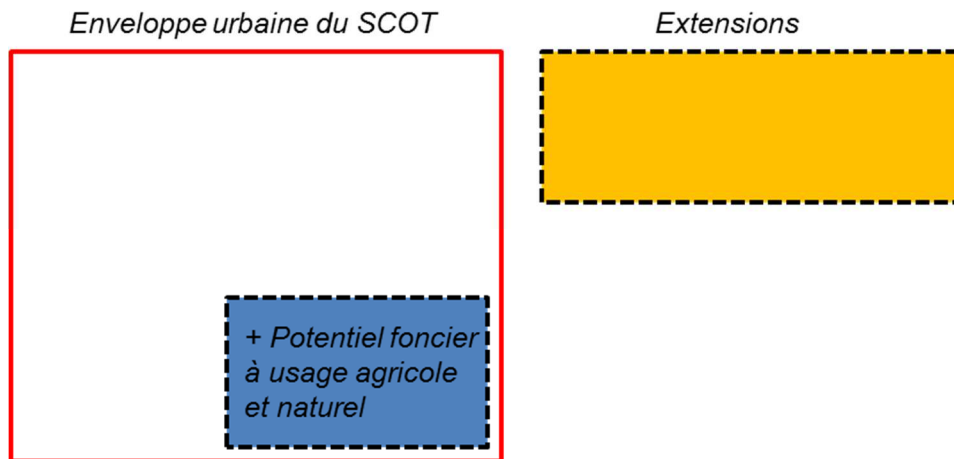 Enveloppe urbaine du SCOT
Extensions
+ Potentiel foncier
à usage agricole
et naturel